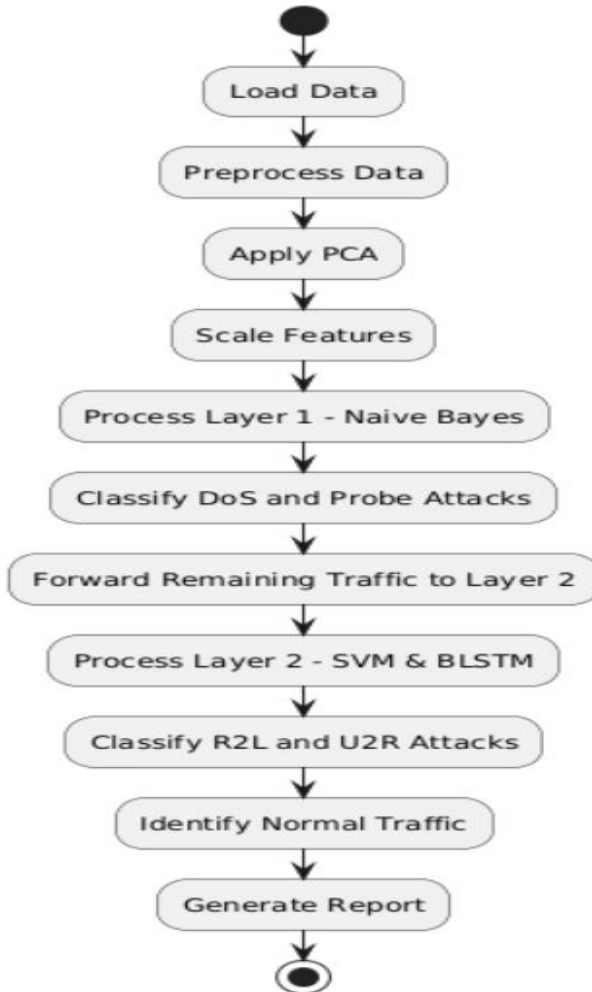 Load Data
Preprocess Data
Apply PCA
Scale Features
Process Layer 1 - Naive Bayes
Classify DoS and Probe Attacks
Forward Remaining Traffic to Layer 2
Process Layer 2 - SVM & BLSTM
Classify R2L and U2R Attacks
Identify Normal Traffic
Generate Report